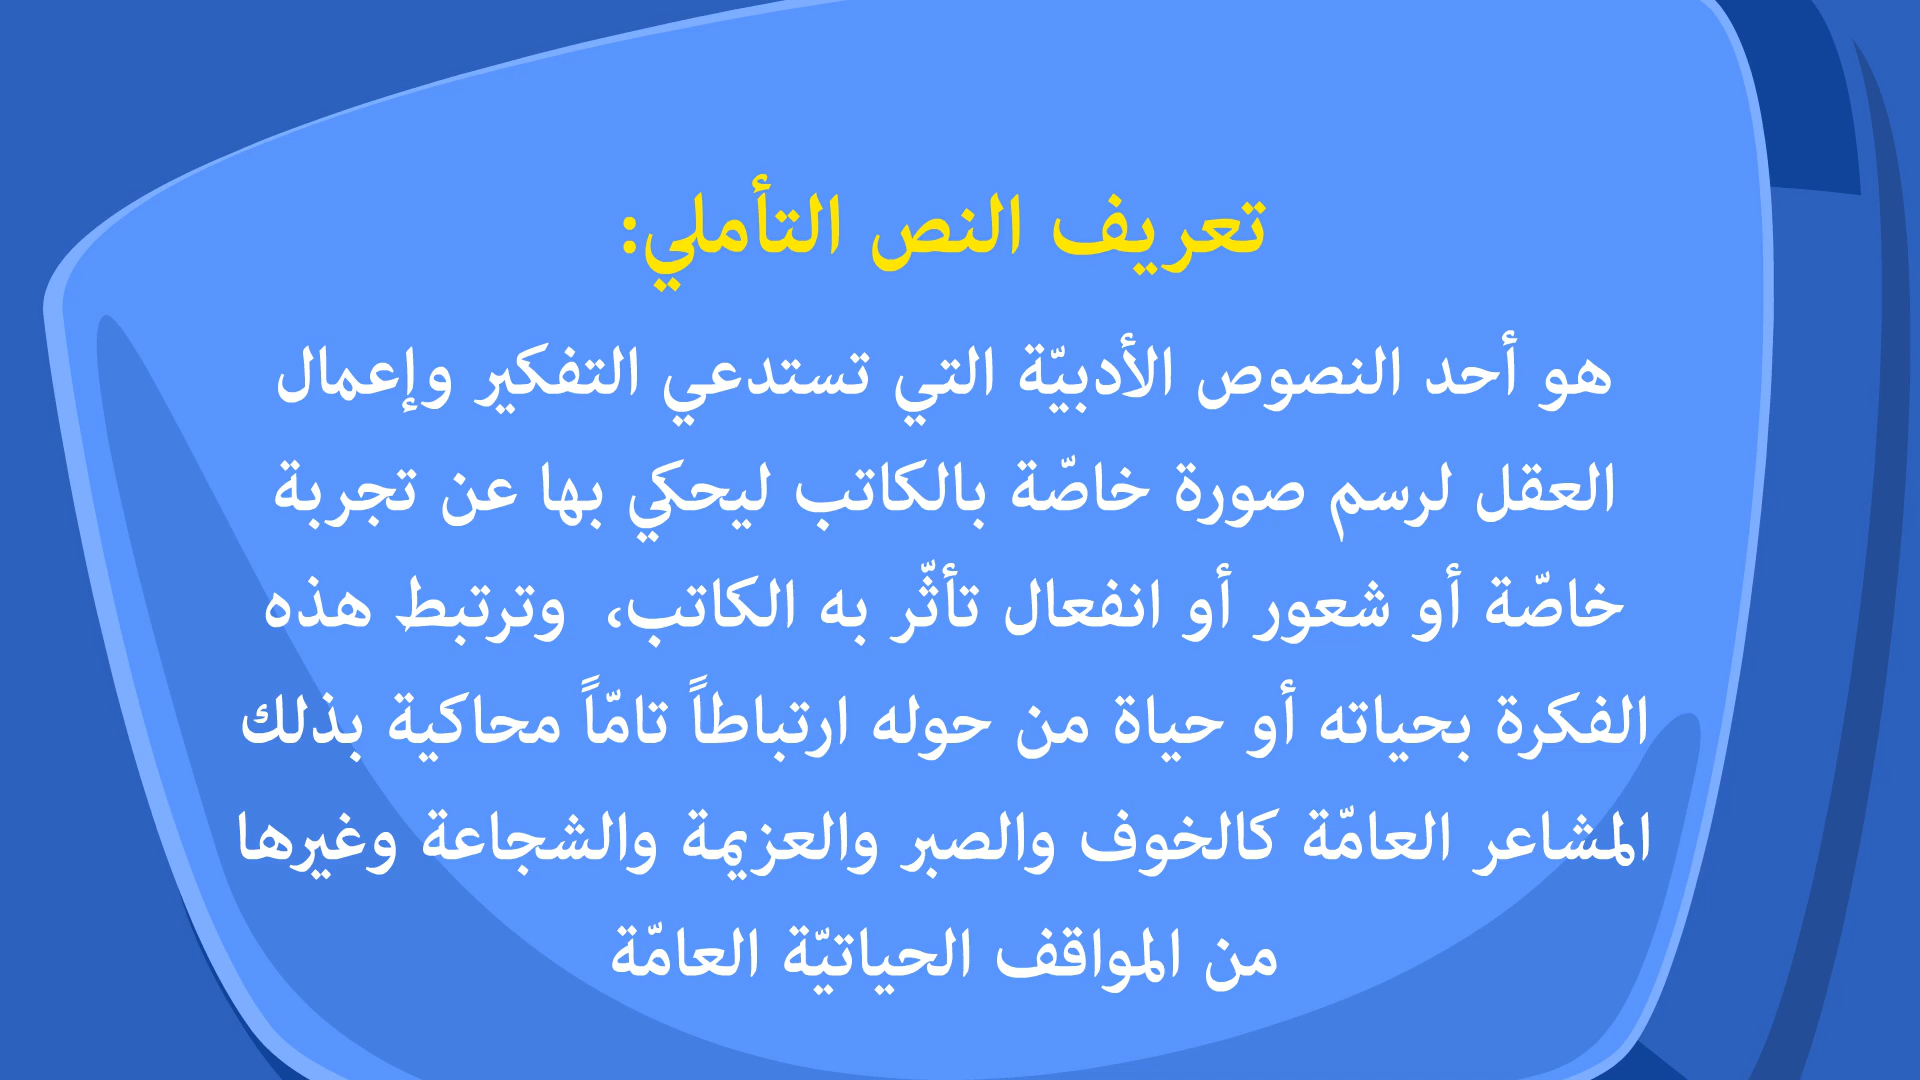 تعريف النص التأملي:
هو أحد النصوص الأدبيّة التي تستدعي التفكير وإعمال
العقل لرسم صورة خاصّة بالكاتب ليحكي بها عن تجربة
خاصّة أو شعور أو انفعال تأثّر به الكاتب، وترتبط هذه
الفكرة بحياته أو حياة من حوله ارتباطاً تامّاً محاكية بذلك
المشاعر العامّة كالخوف والصبر والعزيمة والشجاعة وغيرها
من المواقف الحياتيّة العامّة